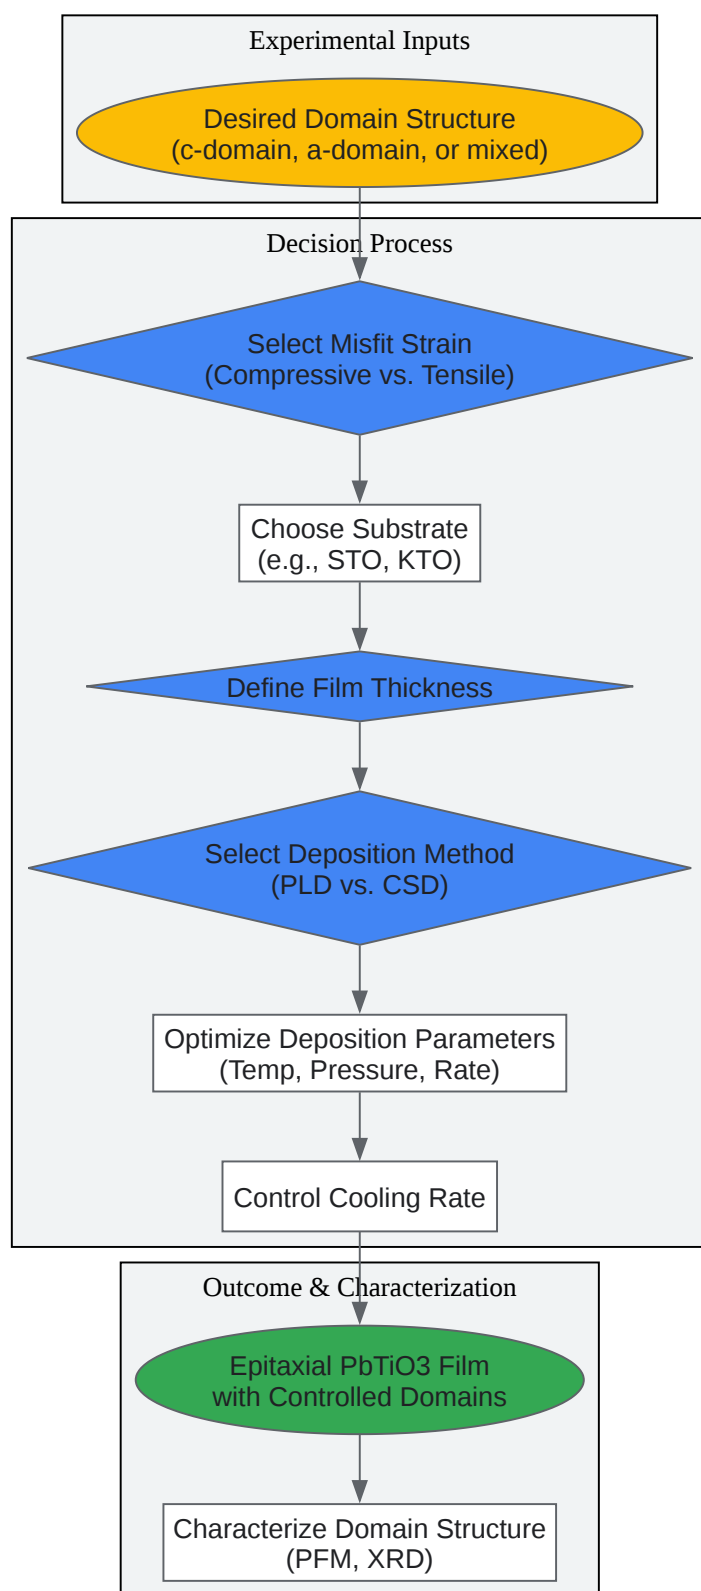 Experimental Inputs
Desired Domain Structure
(c-domain, a-domain, or mixed)
Decision Process
Select Misfit Strain
(Compressive vs. Tensile)
Choose Substrate
(e.g., STO, KTO)
Define Film Thickness
Select Deposition Method
(PLD vs. CSD)
Optimize Deposition Parameters
(Temp, Pressure, Rate)
Control Cooling Rate
Outcome & Characterization
Epitaxial PbTiO3 Film
with Controlled Domains
Characterize Domain Structure
(PFM, XRD)